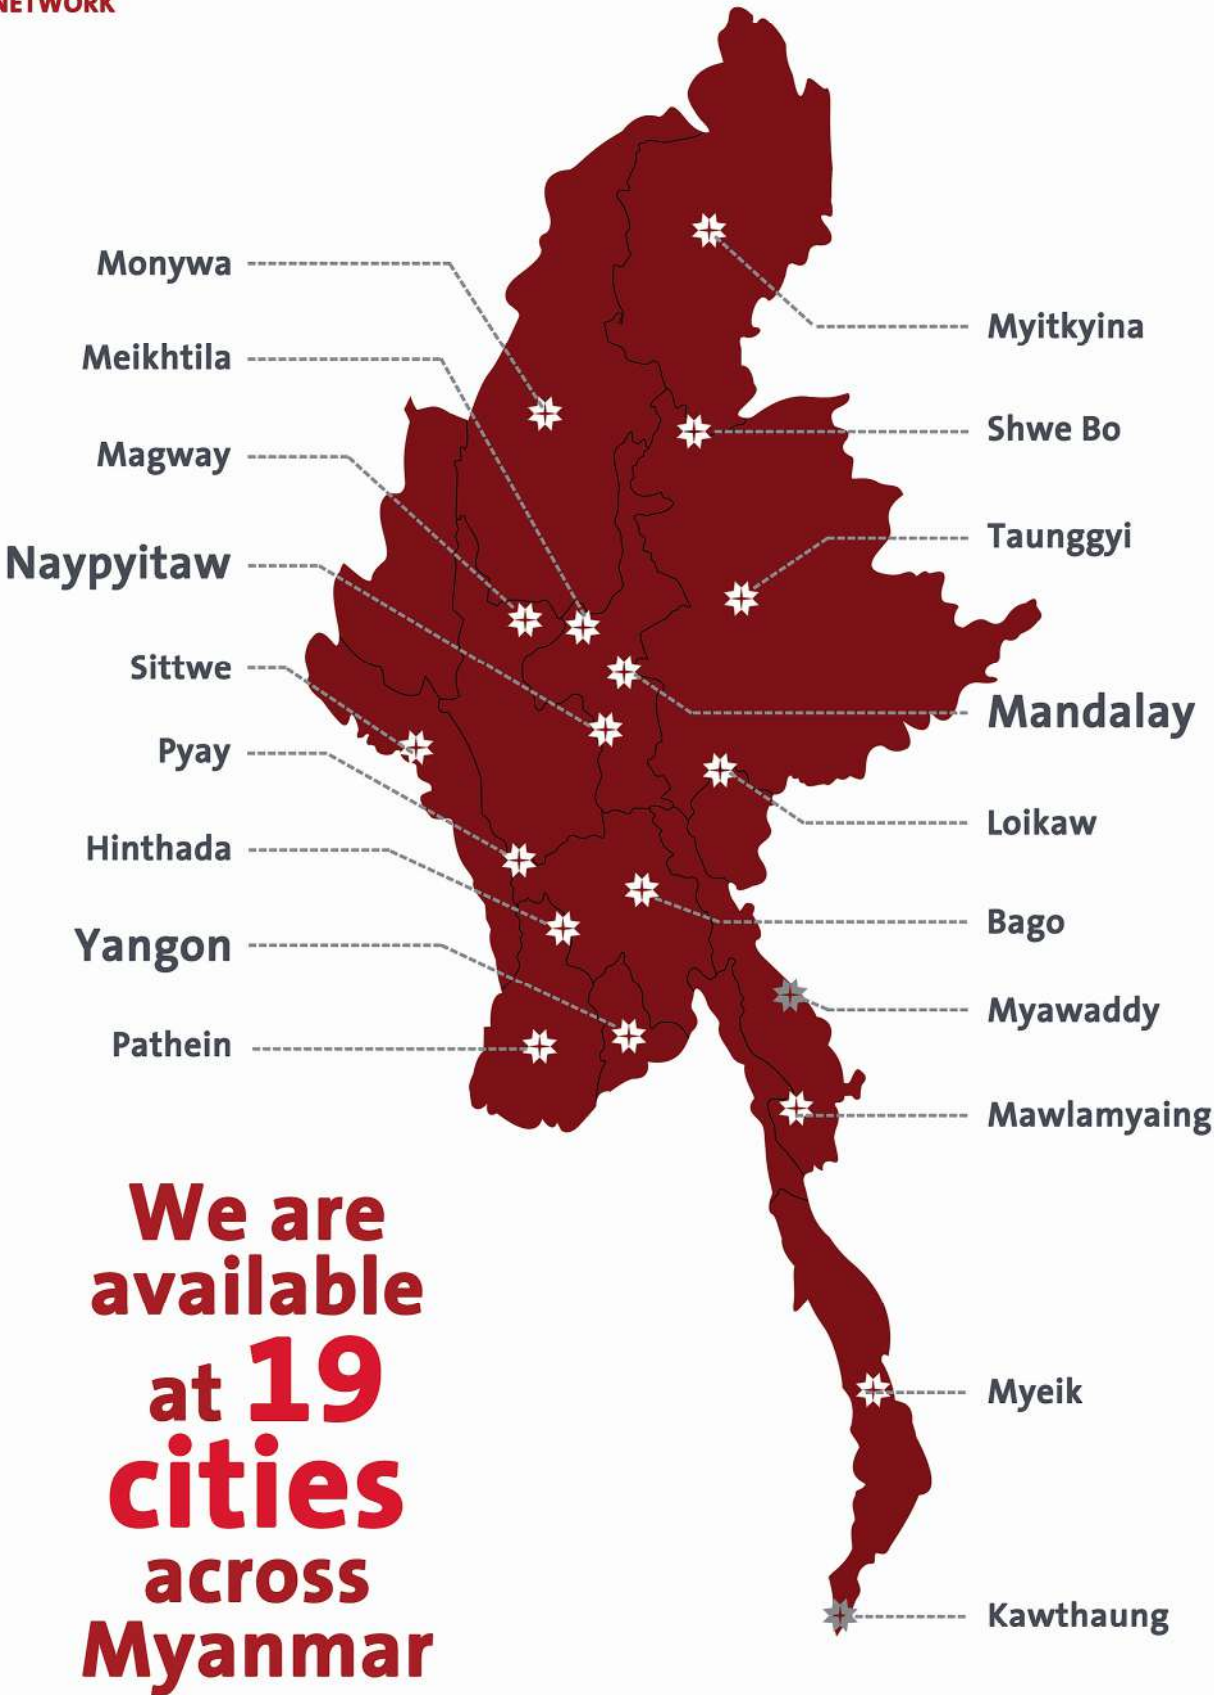 NETWORK
Monywa
Meikhtila
Magway
Naypyitaw
Sittwe
Pyay
Hinthada
Yangon
Pathein
Myitkyina
Shwe Bo
Taunggyi
Mandalay
Loikaw
Bago
Myawaddy
Mawlamyaing
Myeik
Kawthaung
We are
available
at 19
cities
across
Myanmar